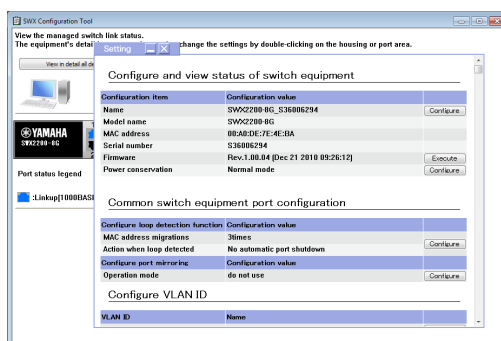 SWX Configuration Tool
View the managed switch link status.
The equipment's detai
change the settings by double-clicking on the housing or port area.
View in detail all de
Setting
YAMAHA
SWX2200-8G
Port status legend
:Linkup[1000BAS
Configure and view status of switch equipment
Configuration item Configuration value
Name SWX2200-8G_S36006294 Configure
Model name SWX2200-8G
MAC address 00:A0:DE:7E:4E:BA
Serial number S36006294
Firmware Rev.1.00.04 [Dec 21 2010 09:26:12] Execute
Power conservation Normal mode Configure
Common switch equipment port configuration
Configure loop detection function Configuration value
MAC address migrations 3times
Action when loop detected No automatic port shutdown
Configure
Configure port mirroring Configuration value
Operation mode do not use Configure
Configure VLAN ID
VLAN ID Name